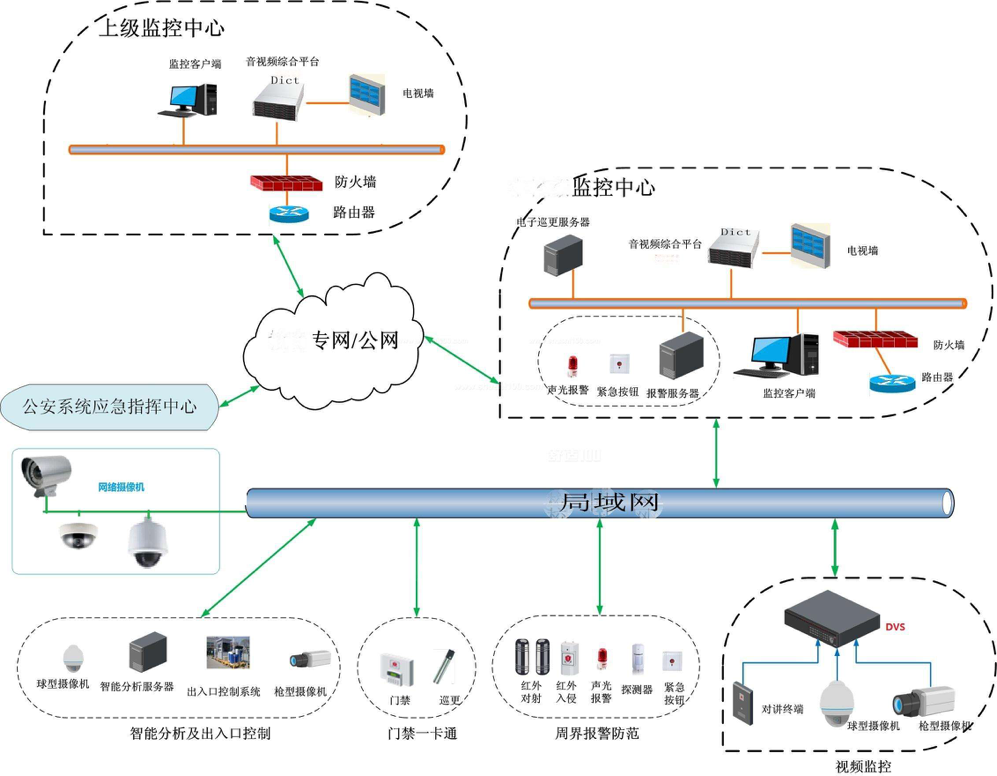 上级监控中心
监控客户端
音视频综合平台
Dict
电视墙
防火墙
路由器
监控中心
电子巡更服务器
音视频综合平台
Dict
电视墙
专网/公网
声光报警
紧急按钮
报警服务器
监控客户端
防火墙
路由器
公安系统应急指挥中心
网络摄像机
局域网
球型摄像机
智能分析服务器
出入口控制系统
枪型摄像机
智能分析及出入口控制
门禁
巡更
门禁一卡通
红外
对射
红外
入侵
声光
报警
探测器
紧急
按钮
周界报警防范
DVS
对讲终端
球型摄像机
枪型摄像机
视频监控